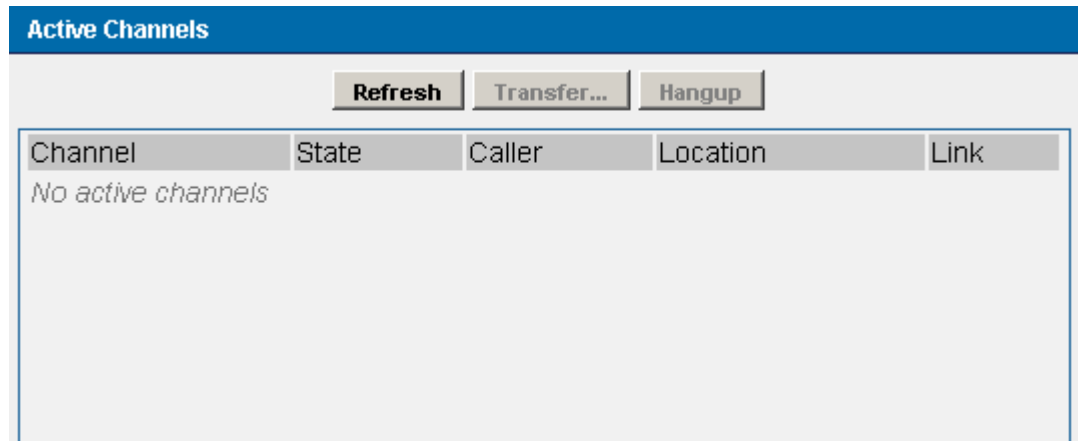 Active Channels
Refresh Transfer... Hangup
Channel State Caller Location Link
No active channels